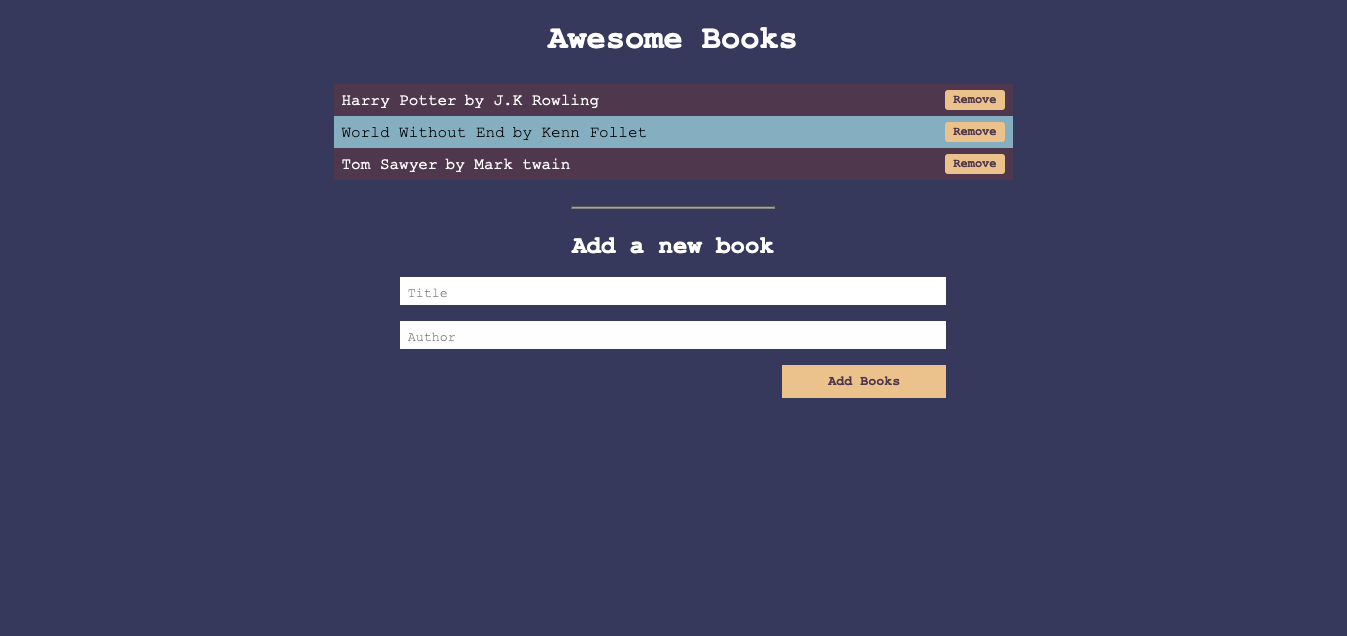 Awesome Books
Harry Potter by J.K Rowling Remove
World Without End by Kenn Follet Remove
Tom Sawyer by Mark twain Remove
Add a new book
Title
Author
Add Books